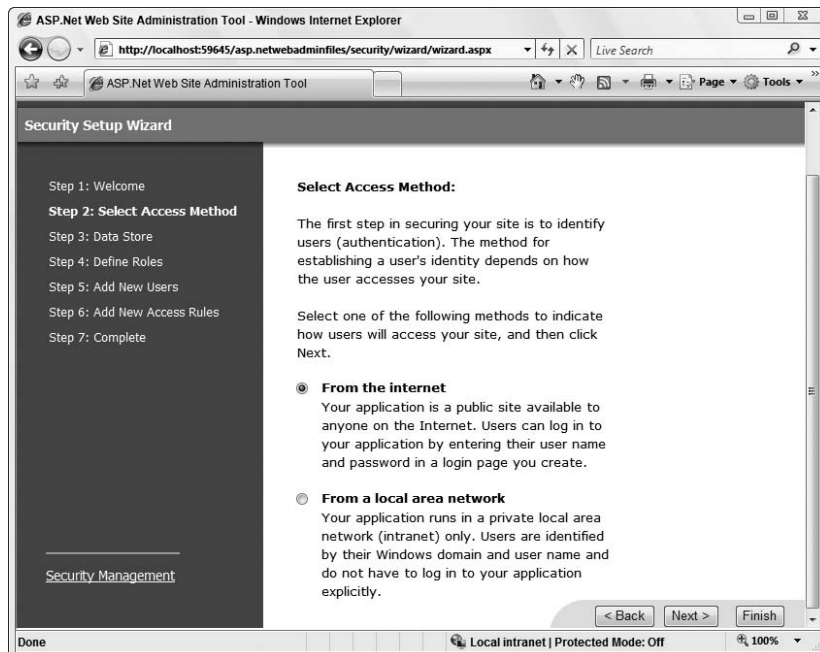 ASP.Net Web Site Administration Tool - Windows Internet Explorer
http://localhost:59645/asp.netwebadminfiles/security/wizard/wizard.aspx
Live Search
ASP.Net Web Site Administration Tool
Page
Tools
Security Setup Wizard
Step 1: Welcome
Step 2: Select Access Method
Step 3: Data Store
Step 4: Define Roles
Step 5: Add New Users
Step 6: Add New Access Rules
Step 7: Complete
Security Management
Select Access Method:
The first step in securing your site is to identify
users (authentication). The method for
establishing a user's identity depends on how
the user accesses your site.
Select one of the following methods to indicate
how users will access your site, and then click
Next.
From the internet
Your application is a public site available to
anyone on the Internet. Users can log in to
your application by entering their user name
and password in a login page you create.
From a local area network
Your application runs in a private local area
network (intranet) only. Users are identified
by their Windows domain and user name and
do not have to log in to your application
explicitly.
< Back
Next >
Finish
Done
Local intranet | Protected Mode: Off
100%